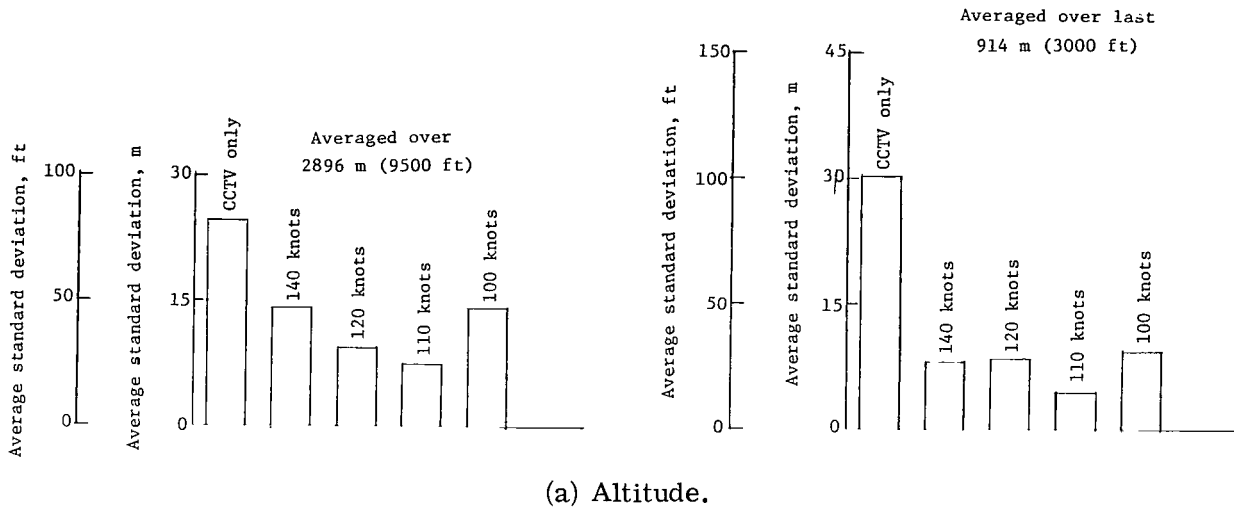 Average standard deviation, ft
100
50
0
Average standard deviation, m
30
15
0
Averaged over
2896 m (9500 ft)
CCTV only
140 knots
120 knots
110 knots
100 knots
Average standard deviation, ft
150
100
50
0
Average standard deviation, m
45
30
15
0
Averaged over last
914 m (3000 ft)
CCTV only
140 knots
120 knots
110 knots
100 knots
(a) Altitude.